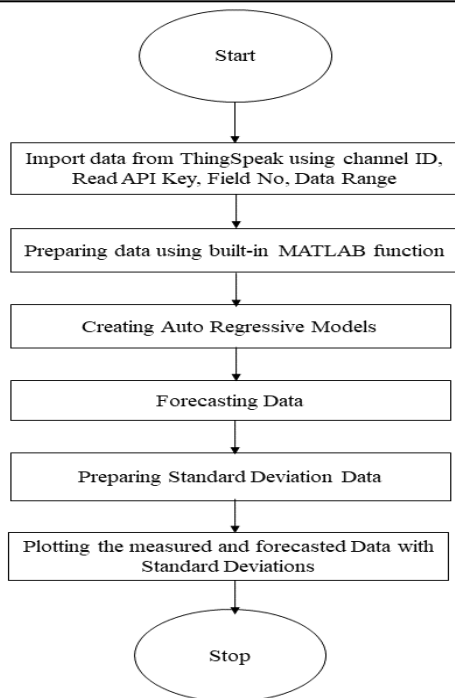 Start
Import data from ThingSpeak using channel ID,
Read API Key, Field No, Data Range
Preparing data using built-in MATLAB function
Creating Auto Regressive Models
Forecasting Data
Preparing Standard Deviation Data
Plotting the measured and forecasted Data with
Standard Deviations
Stop